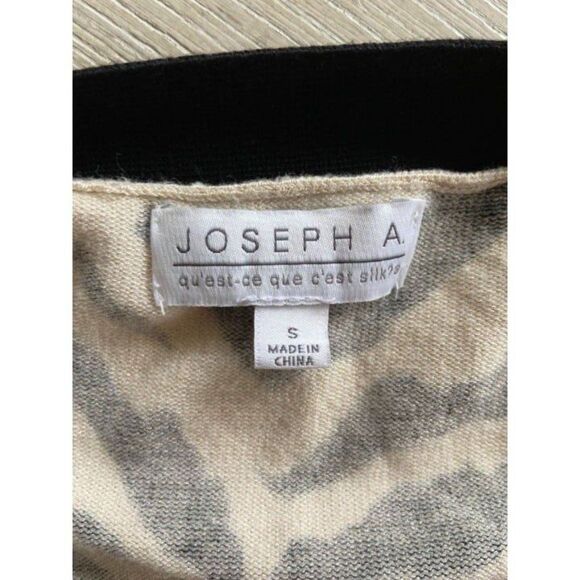 JOSEPH A.
qu'est-ce que c'est silk?®
S
MADE IN
CHINA